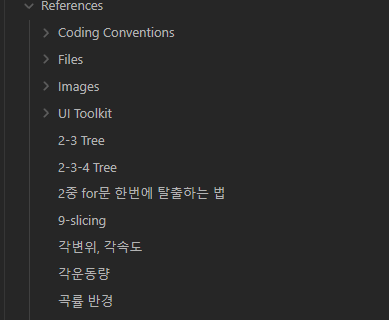 References
Coding Conventions
Files
Images
UI Toolkit
2-3 Tree
2-3-4 Tree
2중 for문 한번에 탈출하는 법
9-slicing
각변위, 각속도
각운동량
곡률 반경